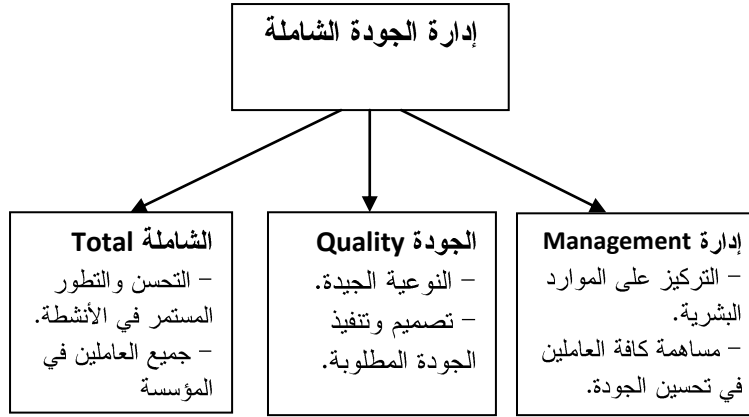 إدارة الجودة الشاملة
إدارة Management
– التركيز على الموارد
البشرية.
– مساهمة كافة العاملين
في تحسين الجودة.
الجودة Quality
– النوعية الجيدة.
– تصميم وتنفيذ
الجودة المطلوبة.
الشاملة Total
– التحسن والتطور
المستمر في الأنشطة.
– جميع العاملين في
المؤسسة